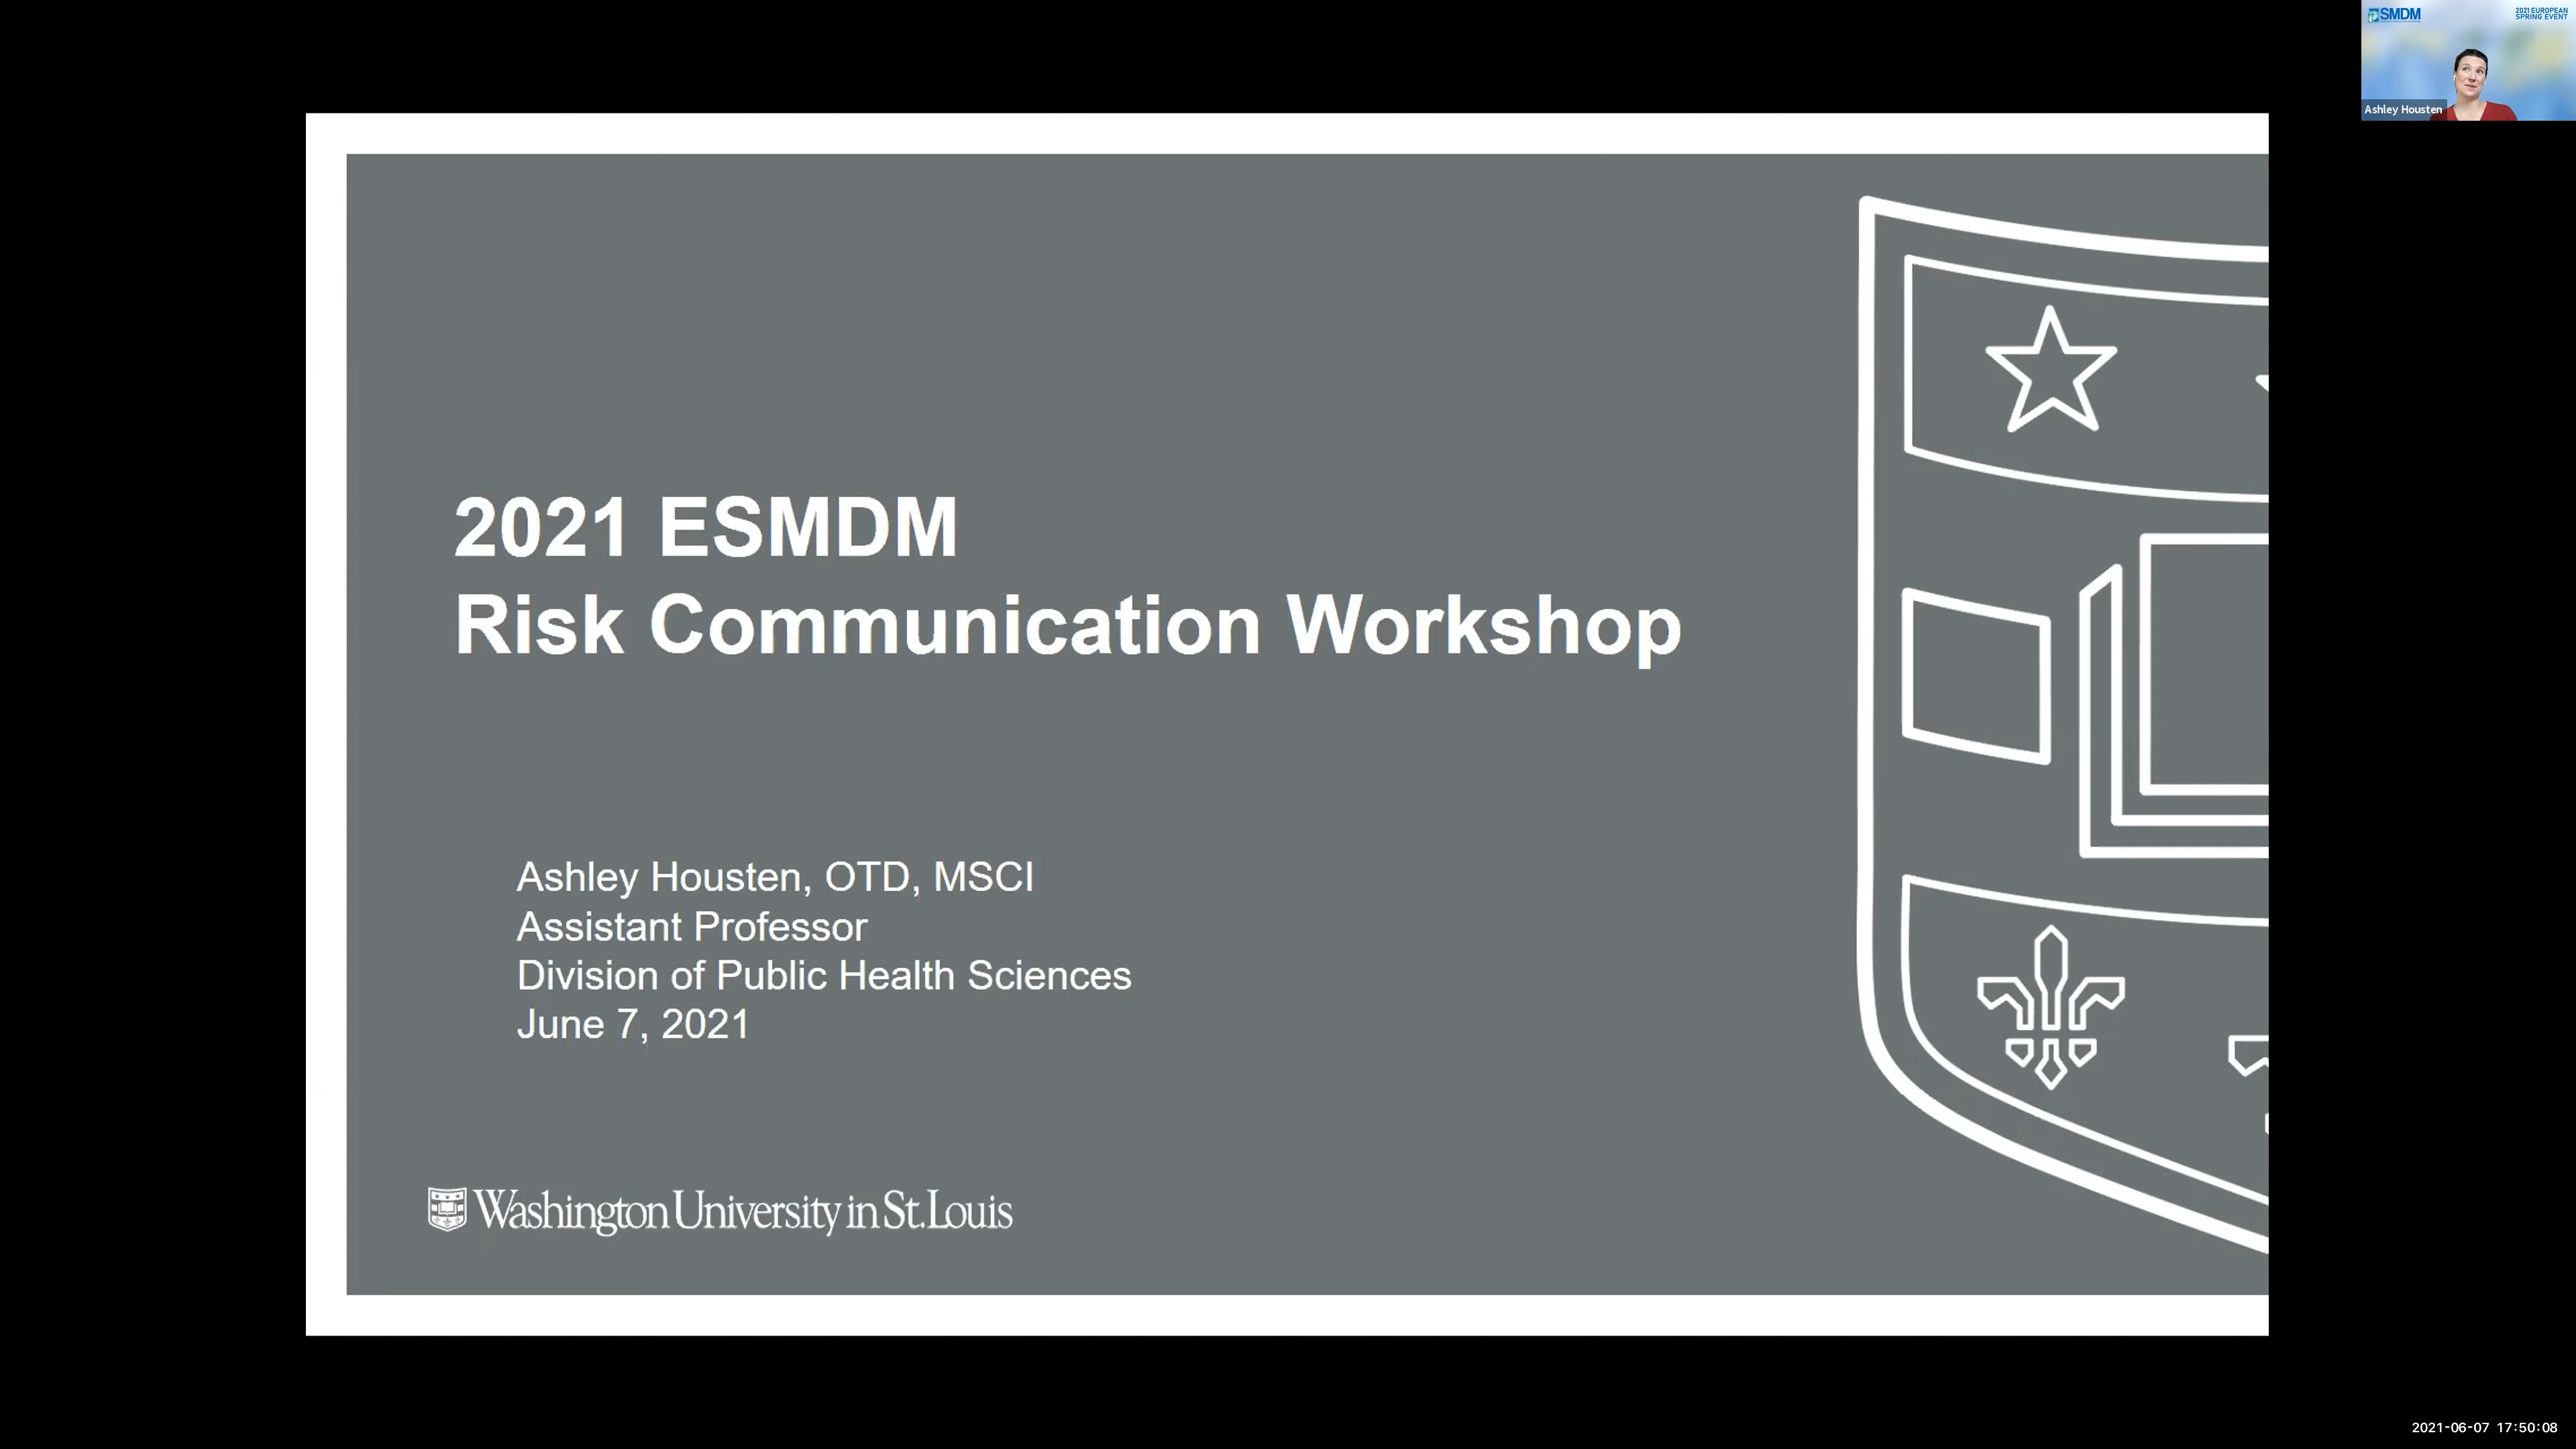 SMDM
2021 EUROPEAN
SPRING EVENT
Ashley Housten
2021 ESMDM
Risk Communication Workshop
Ashley Housten, OTD, MSCI
Assistant Professor
Division of Public Health Sciences
June 7, 2021
Washington University in St. Louis
2021-06-07 17:50:08